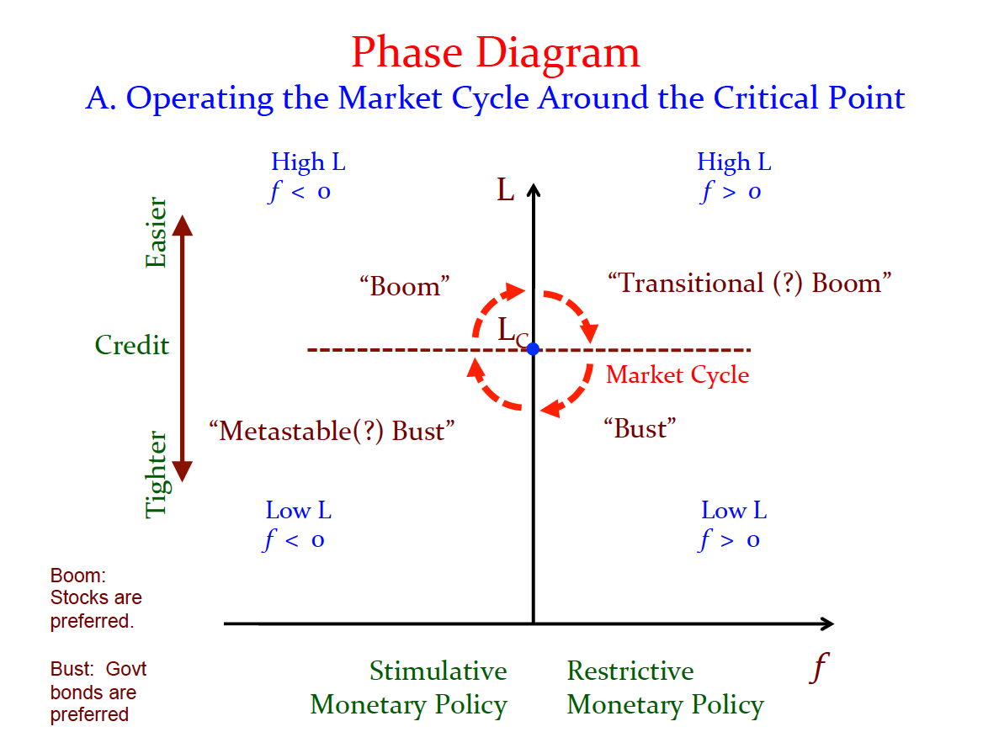 Phase Diagram
A. Operating the Market Cycle Around the Critical Point
High L
f < 0
High L
f > 0
L
Easier
"Boom"
"Transitional (?) Boom"
L_C
Credit
Market Cycle
"Metastable(?) Bust"
"Bust"
Tighter
Low L
f < 0
Low L
f > 0
Boom:
Stocks are
preferred.
Bust: Govt
bonds are
preferred
Stimulative
Monetary Policy
Restrictive
Monetary Policy
f